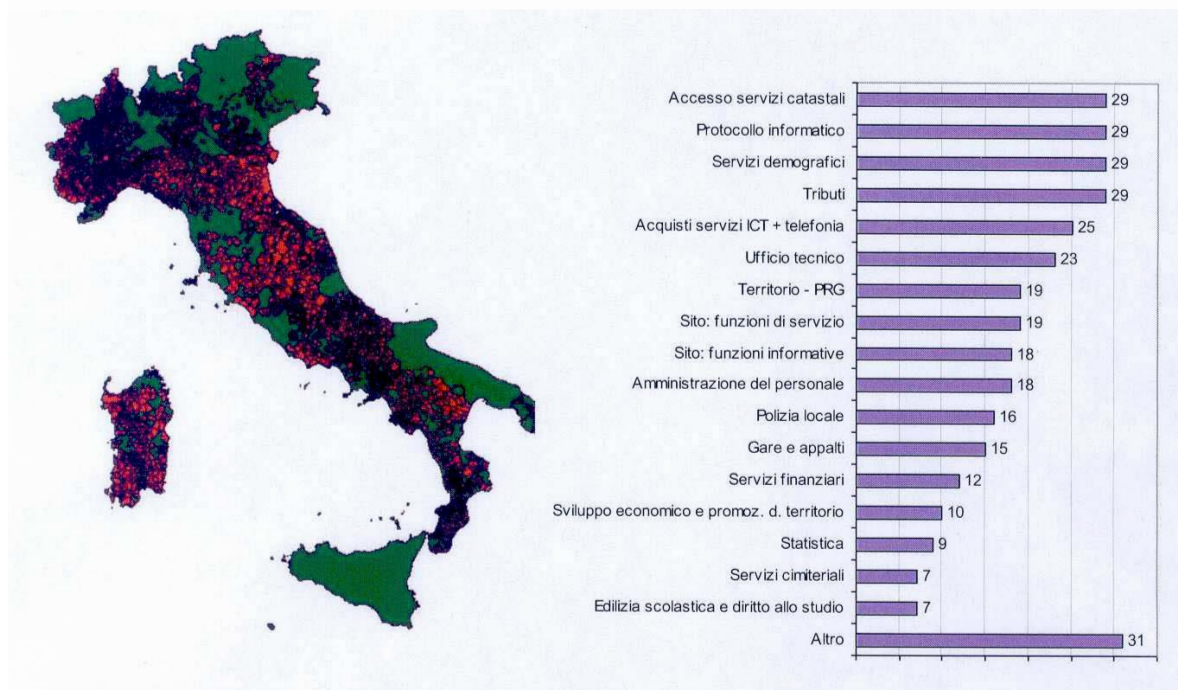 Accesso servizi catastali 29
Protocollo informatico 29
Servizi demografici 29
Tributi 29
Acquisti servizi ICT + telefonia 25
Ufficio tecnico 23
Territorio - PRG 19
Sito: funzioni di servizio 19
Sito: funzioni informative 18
Amministrazione del personale 18
Polizia locale 16
Gare e appalti 15
Servizi finanziari 12
Sviluppo economico e promoz. d. territorio 10
Statistica 9
Servizi cimiteriali 7
Edilizia scolastica e diritto allo studio 7
Altro 31